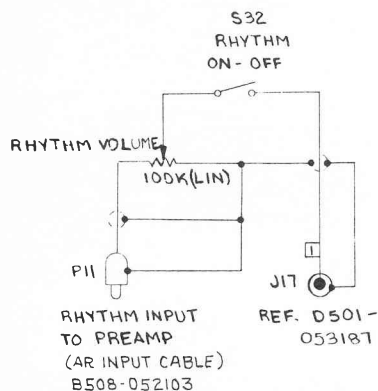 S32
RHYTHM
ON-OFF
RHYTHM VOLUME
100K(LIN)
1
P11
J17
RHYTHM INPUT
TO PREAMP
(AR INPUT CABLE)
B508-052103
REF. D501-
053187